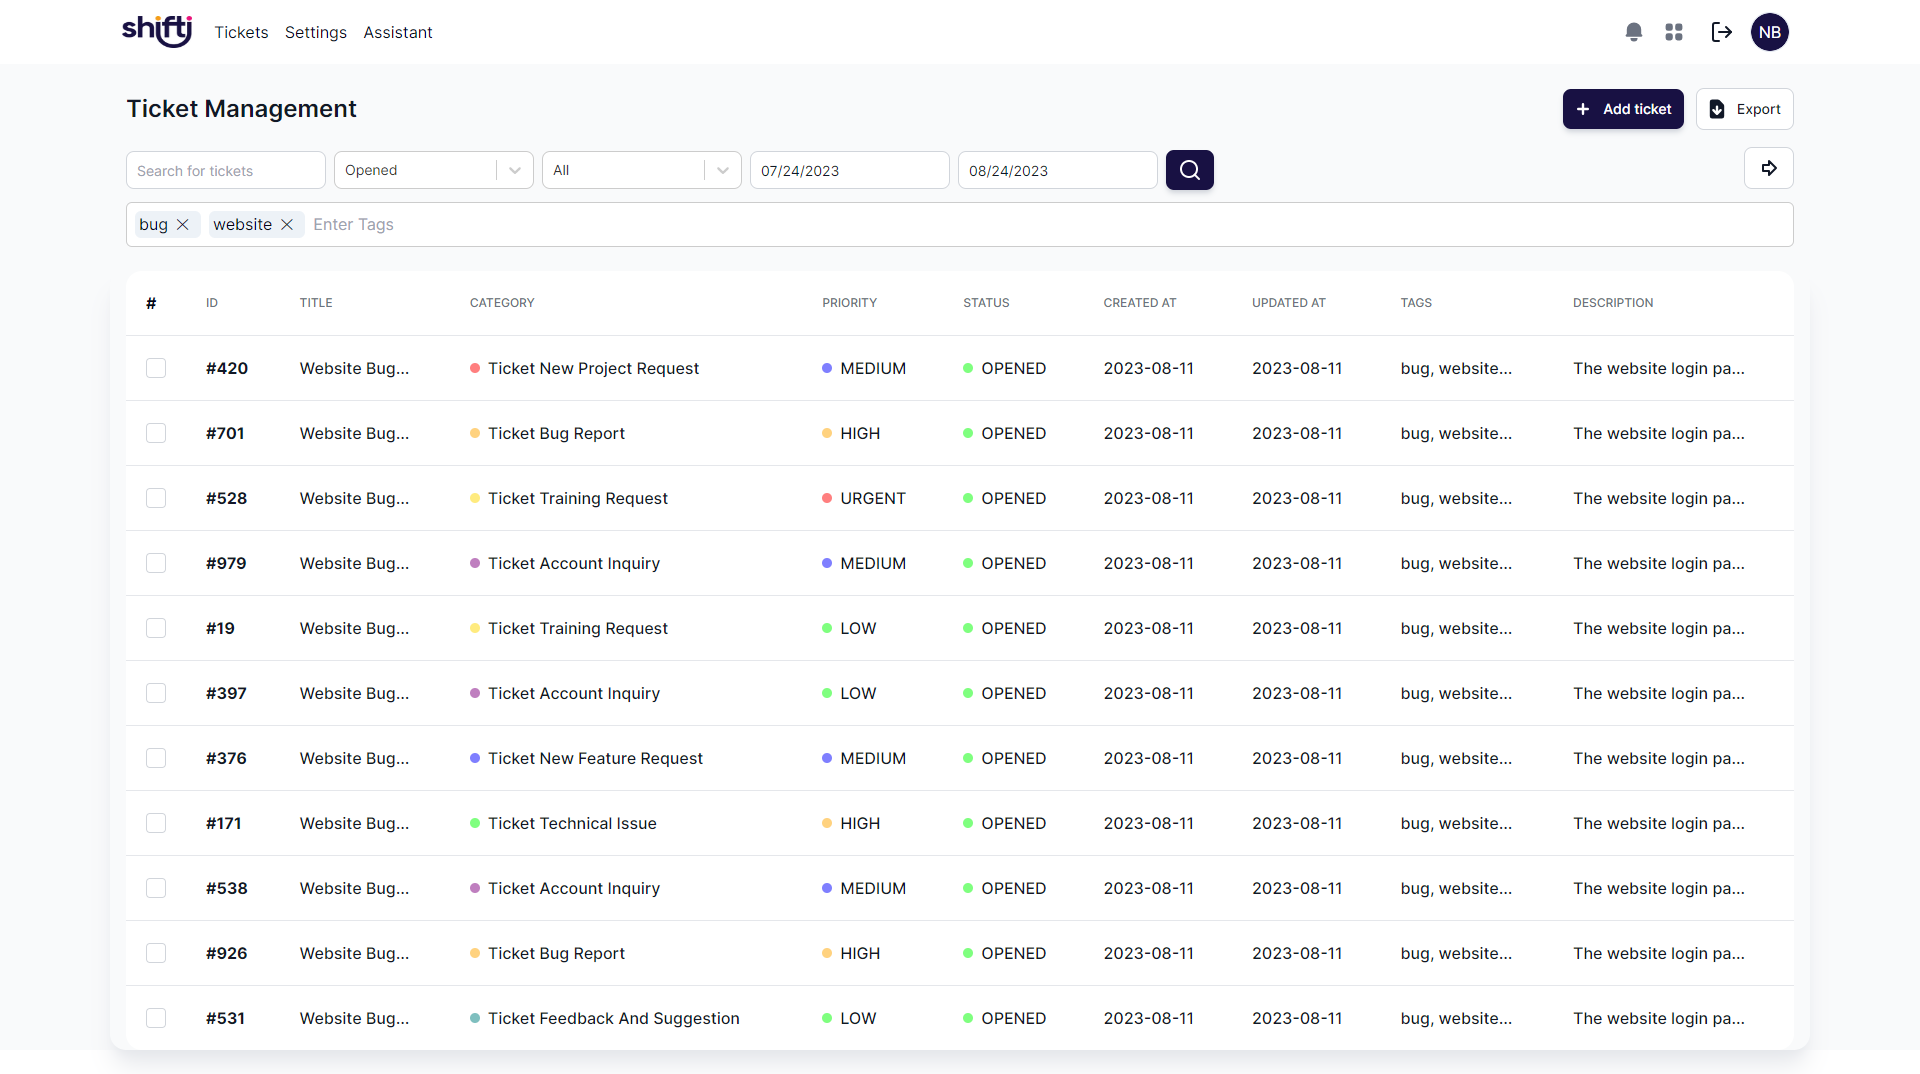 shifti Tickets Settings Assistant NB
Ticket Management + Add ticket Export
Search for tickets Opened All 07/24/2023 08/24/2023
bug website Enter Tags
# ID TITLE CATEGORY PRIORITY STATUS CREATED AT UPDATED AT TAGS DESCRIPTION
#420 Website Bug... Ticket New Project Request MEDIUM OPENED 2023-08-11 2023-08-11 bug, website... The website login pa...
#701 Website Bug... Ticket Bug Report HIGH OPENED 2023-08-11 2023-08-11 bug, website... The website login pa...
#528 Website Bug... Ticket Training Request URGENT OPENED 2023-08-11 2023-08-11 bug, website... The website login pa...
#979 Website Bug... Ticket Account Inquiry MEDIUM OPENED 2023-08-11 2023-08-11 bug, website... The website login pa...
#19 Website Bug... Ticket Training Request LOW OPENED 2023-08-11 2023-08-11 bug, website... The website login pa...
#397 Website Bug... Ticket Account Inquiry LOW OPENED 2023-08-11 2023-08-11 bug, website... The website login pa...
#376 Website Bug... Ticket New Feature Request MEDIUM OPENED 2023-08-11 2023-08-11 bug, website... The website login pa...
#171 Website Bug... Ticket Technical Issue HIGH OPENED 2023-08-11 2023-08-11 bug, website... The website login pa...
#538 Website Bug... Ticket Account Inquiry MEDIUM OPENED 2023-08-11 2023-08-11 bug, website... The website login pa...
#926 Website Bug... Ticket Bug Report HIGH OPENED 2023-08-11 2023-08-11 bug, website... The website login pa...
#531 Website Bug... Ticket Feedback And Suggestion LOW OPENED 2023-08-11 2023-08-11 bug, website... The website login pa...